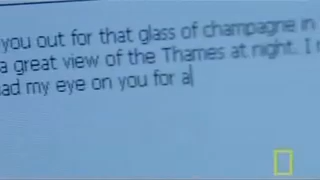 you out for that glass of champagne in
a great view of the Thames at night. I
had my eye on you for a